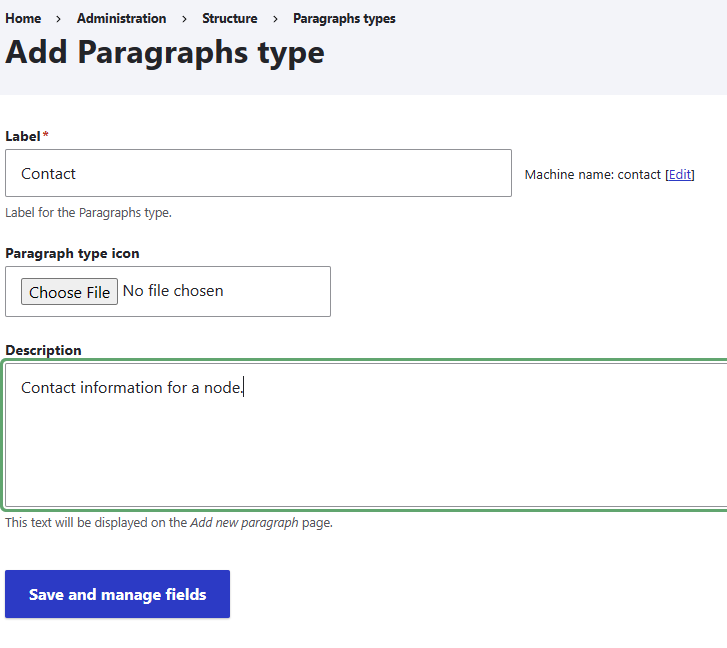 Home > Administration > Structure > Paragraphs types
Add Paragraphs type
Label*
Contact
Machine name: contact [Edit]
Label for the Paragraphs type.
Paragraph type icon
Choose File No file chosen
Description
Contact information for a node.
This text will be displayed on the Add new paragraph page.
Save and manage fields